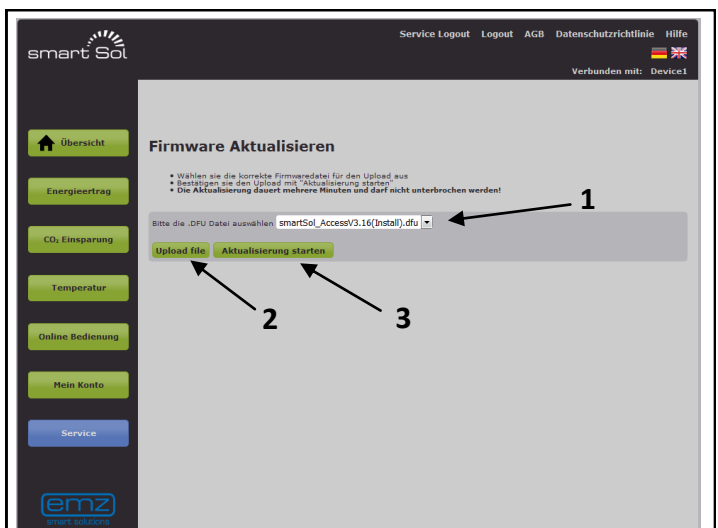 smart Sol
Service Logout Logout AGB Datenschutzrichtlinie Hilfe
Verbunden mit: Device1
Übersicht
Energieertrag
CO₂ Einsparung
Temperatur
Online Bedienung
Mein Konto
Service
emz
smart solutions
Firmware Aktualisieren
• Wählen sie die korrekte Firmwaredatei für den Upload aus
• Bestätigen sie den Upload mit "Aktualisierung starten"
• Die Aktualisierung dauert mehrere Minuten und darf nicht unterbrochen werden!
Bitte die .DFU Datei auswählen smartSol_AccessV3.16(Install).dfu
Upload file Aktualisierung starten
1
2
3